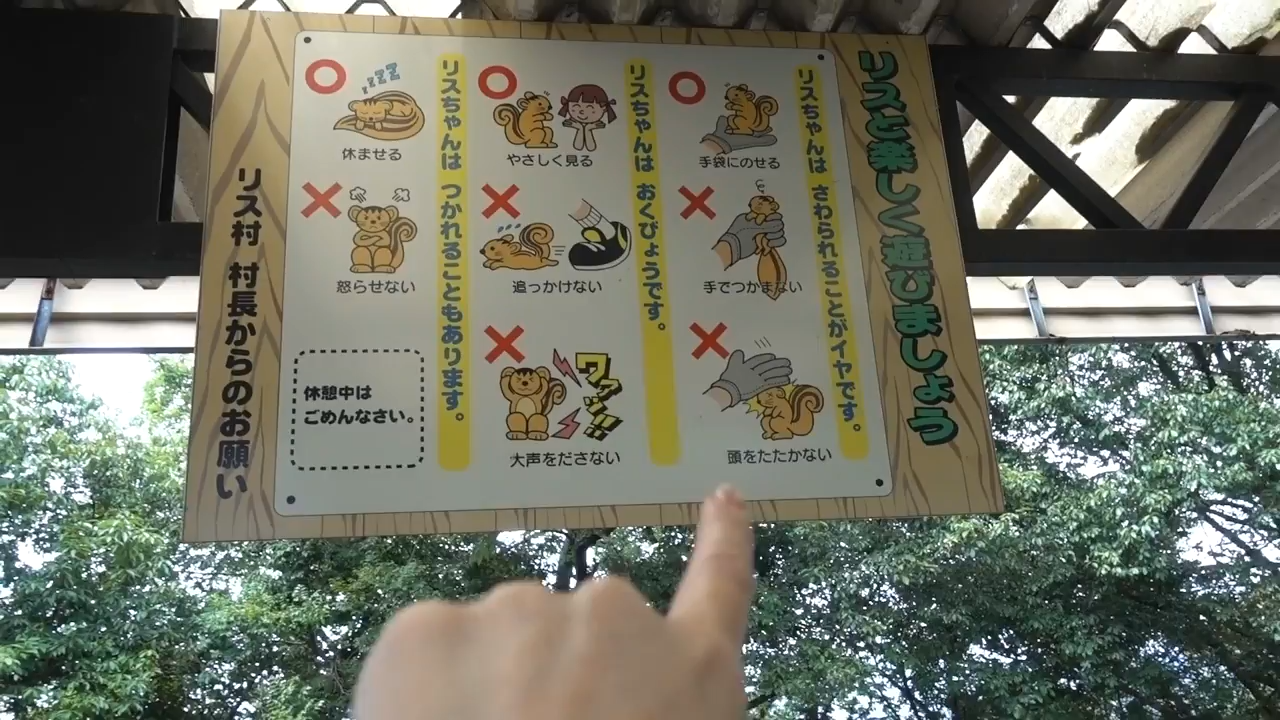 リスと楽しく遊びましょう
リスちゃんは さわられることがイヤです。
手袋にのせる
手でつかまない
頭をたたかない
リスちゃんは おくびょうです。
やさしく見る
追っかけない
ワァッ!!
大声をださない
リスちゃんは つかれることもあります。
zzZZ
休ませる
怒らせない
休憩中は
ごめんなさい。
リス村 村長からのお願い